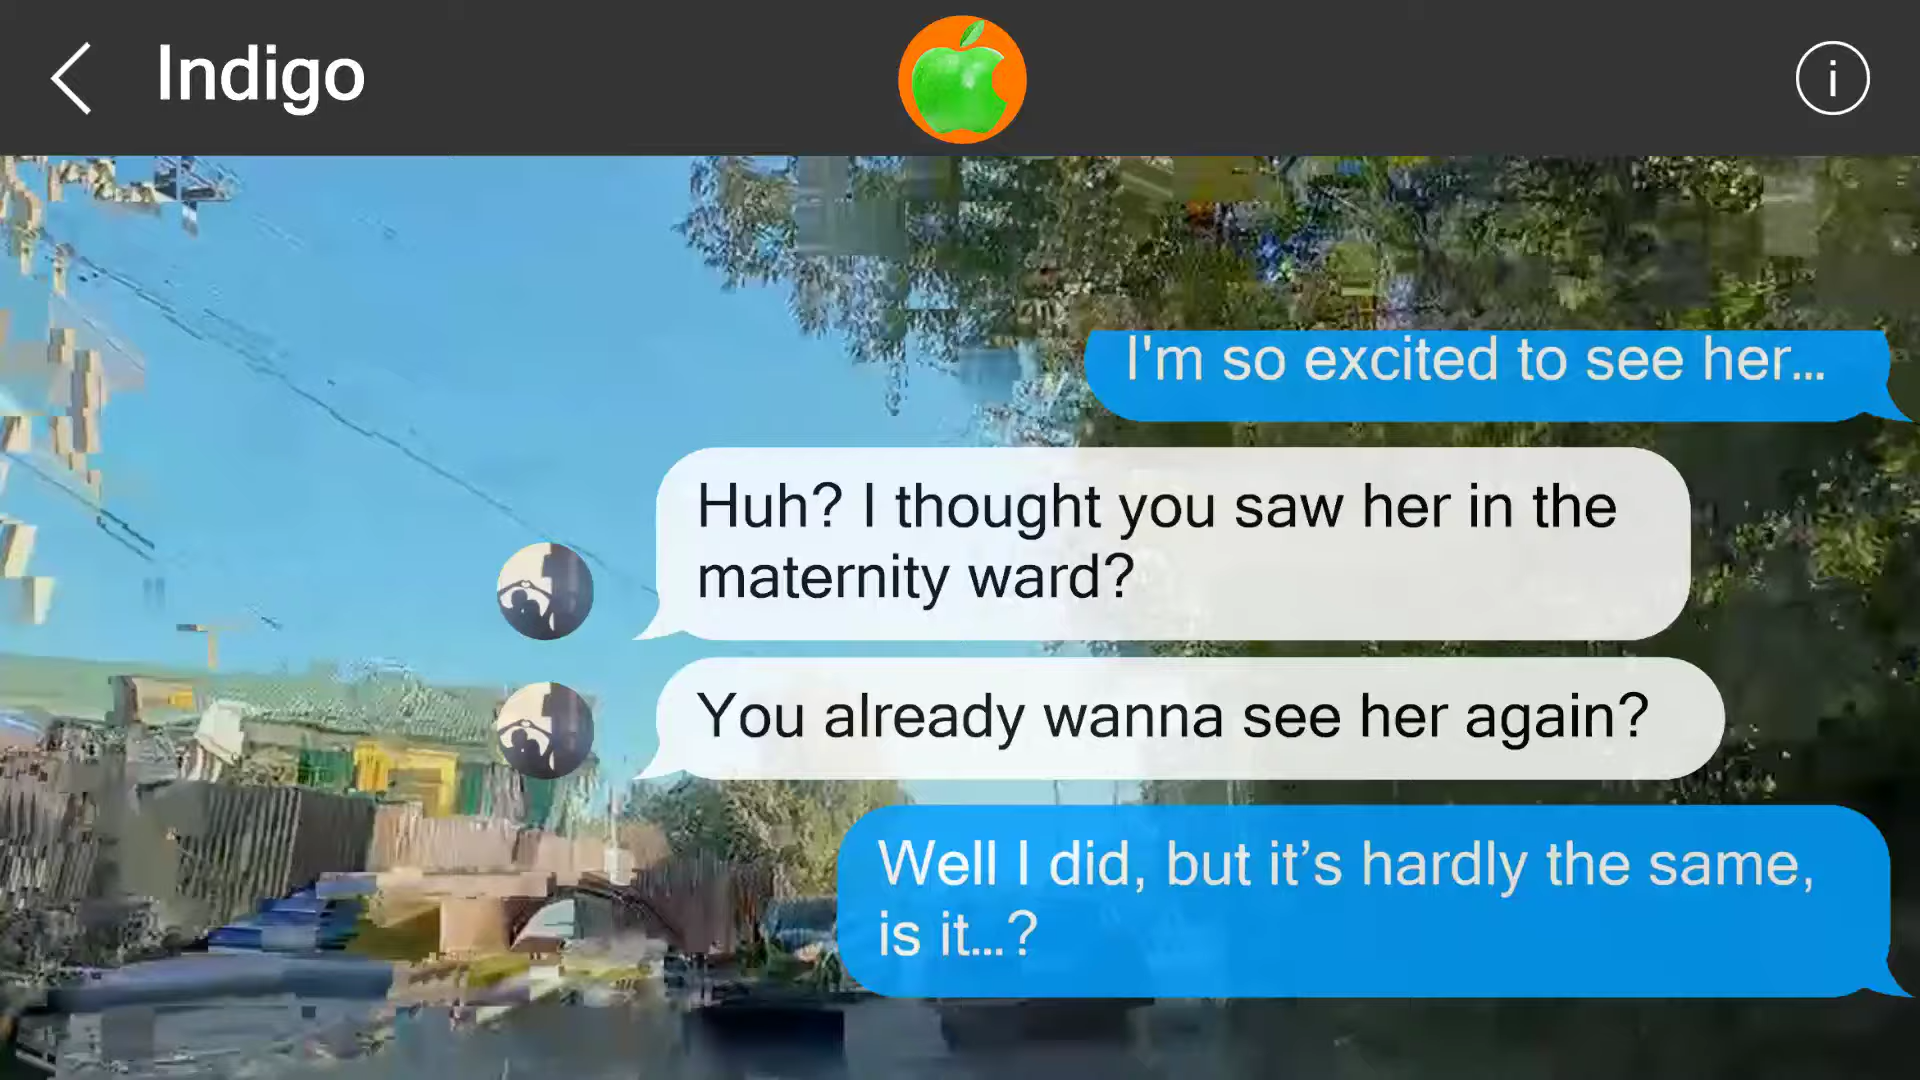 Indigo
I'm so excited to see her...
Huh? I thought you saw her in the
maternity ward?
You already wanna see her again?
Well I did, but it’s hardly the same,
is it...?